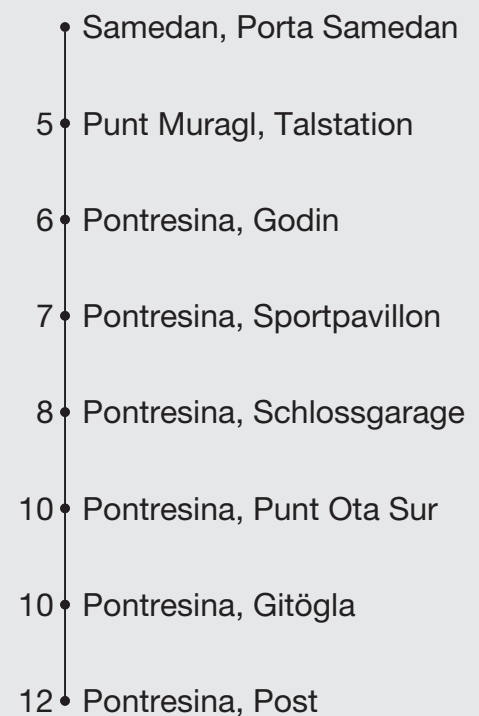 Samedan, Porta Samedan
5 Punt Muragl, Talstation
6 Pontresina, Godin
7 Pontresina, Sportpavillon
8 Pontresina, Schlossgarage
10 Pontresina, Punt Ota Sur
10 Pontresina, Gitögla
12 Pontresina, Post